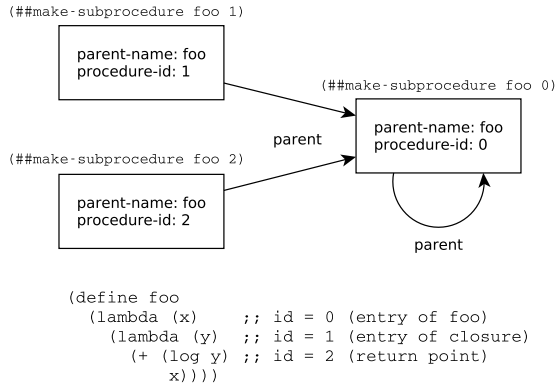 (##make-subprocedure foo 1)
parent-name: foo
procedure-id: 1
(##make-subprocedure foo 0)
parent-name: foo
procedure-id: 0
parent
(##make-subprocedure foo 2)
parent-name: foo
procedure-id: 2
parent
(define foo
(lambda (x) ;; id = 0 (entry of foo)
(lambda (y) ;; id = 1 (entry of closure)
(+ (log y) ;; id = 2 (return point)
x))))